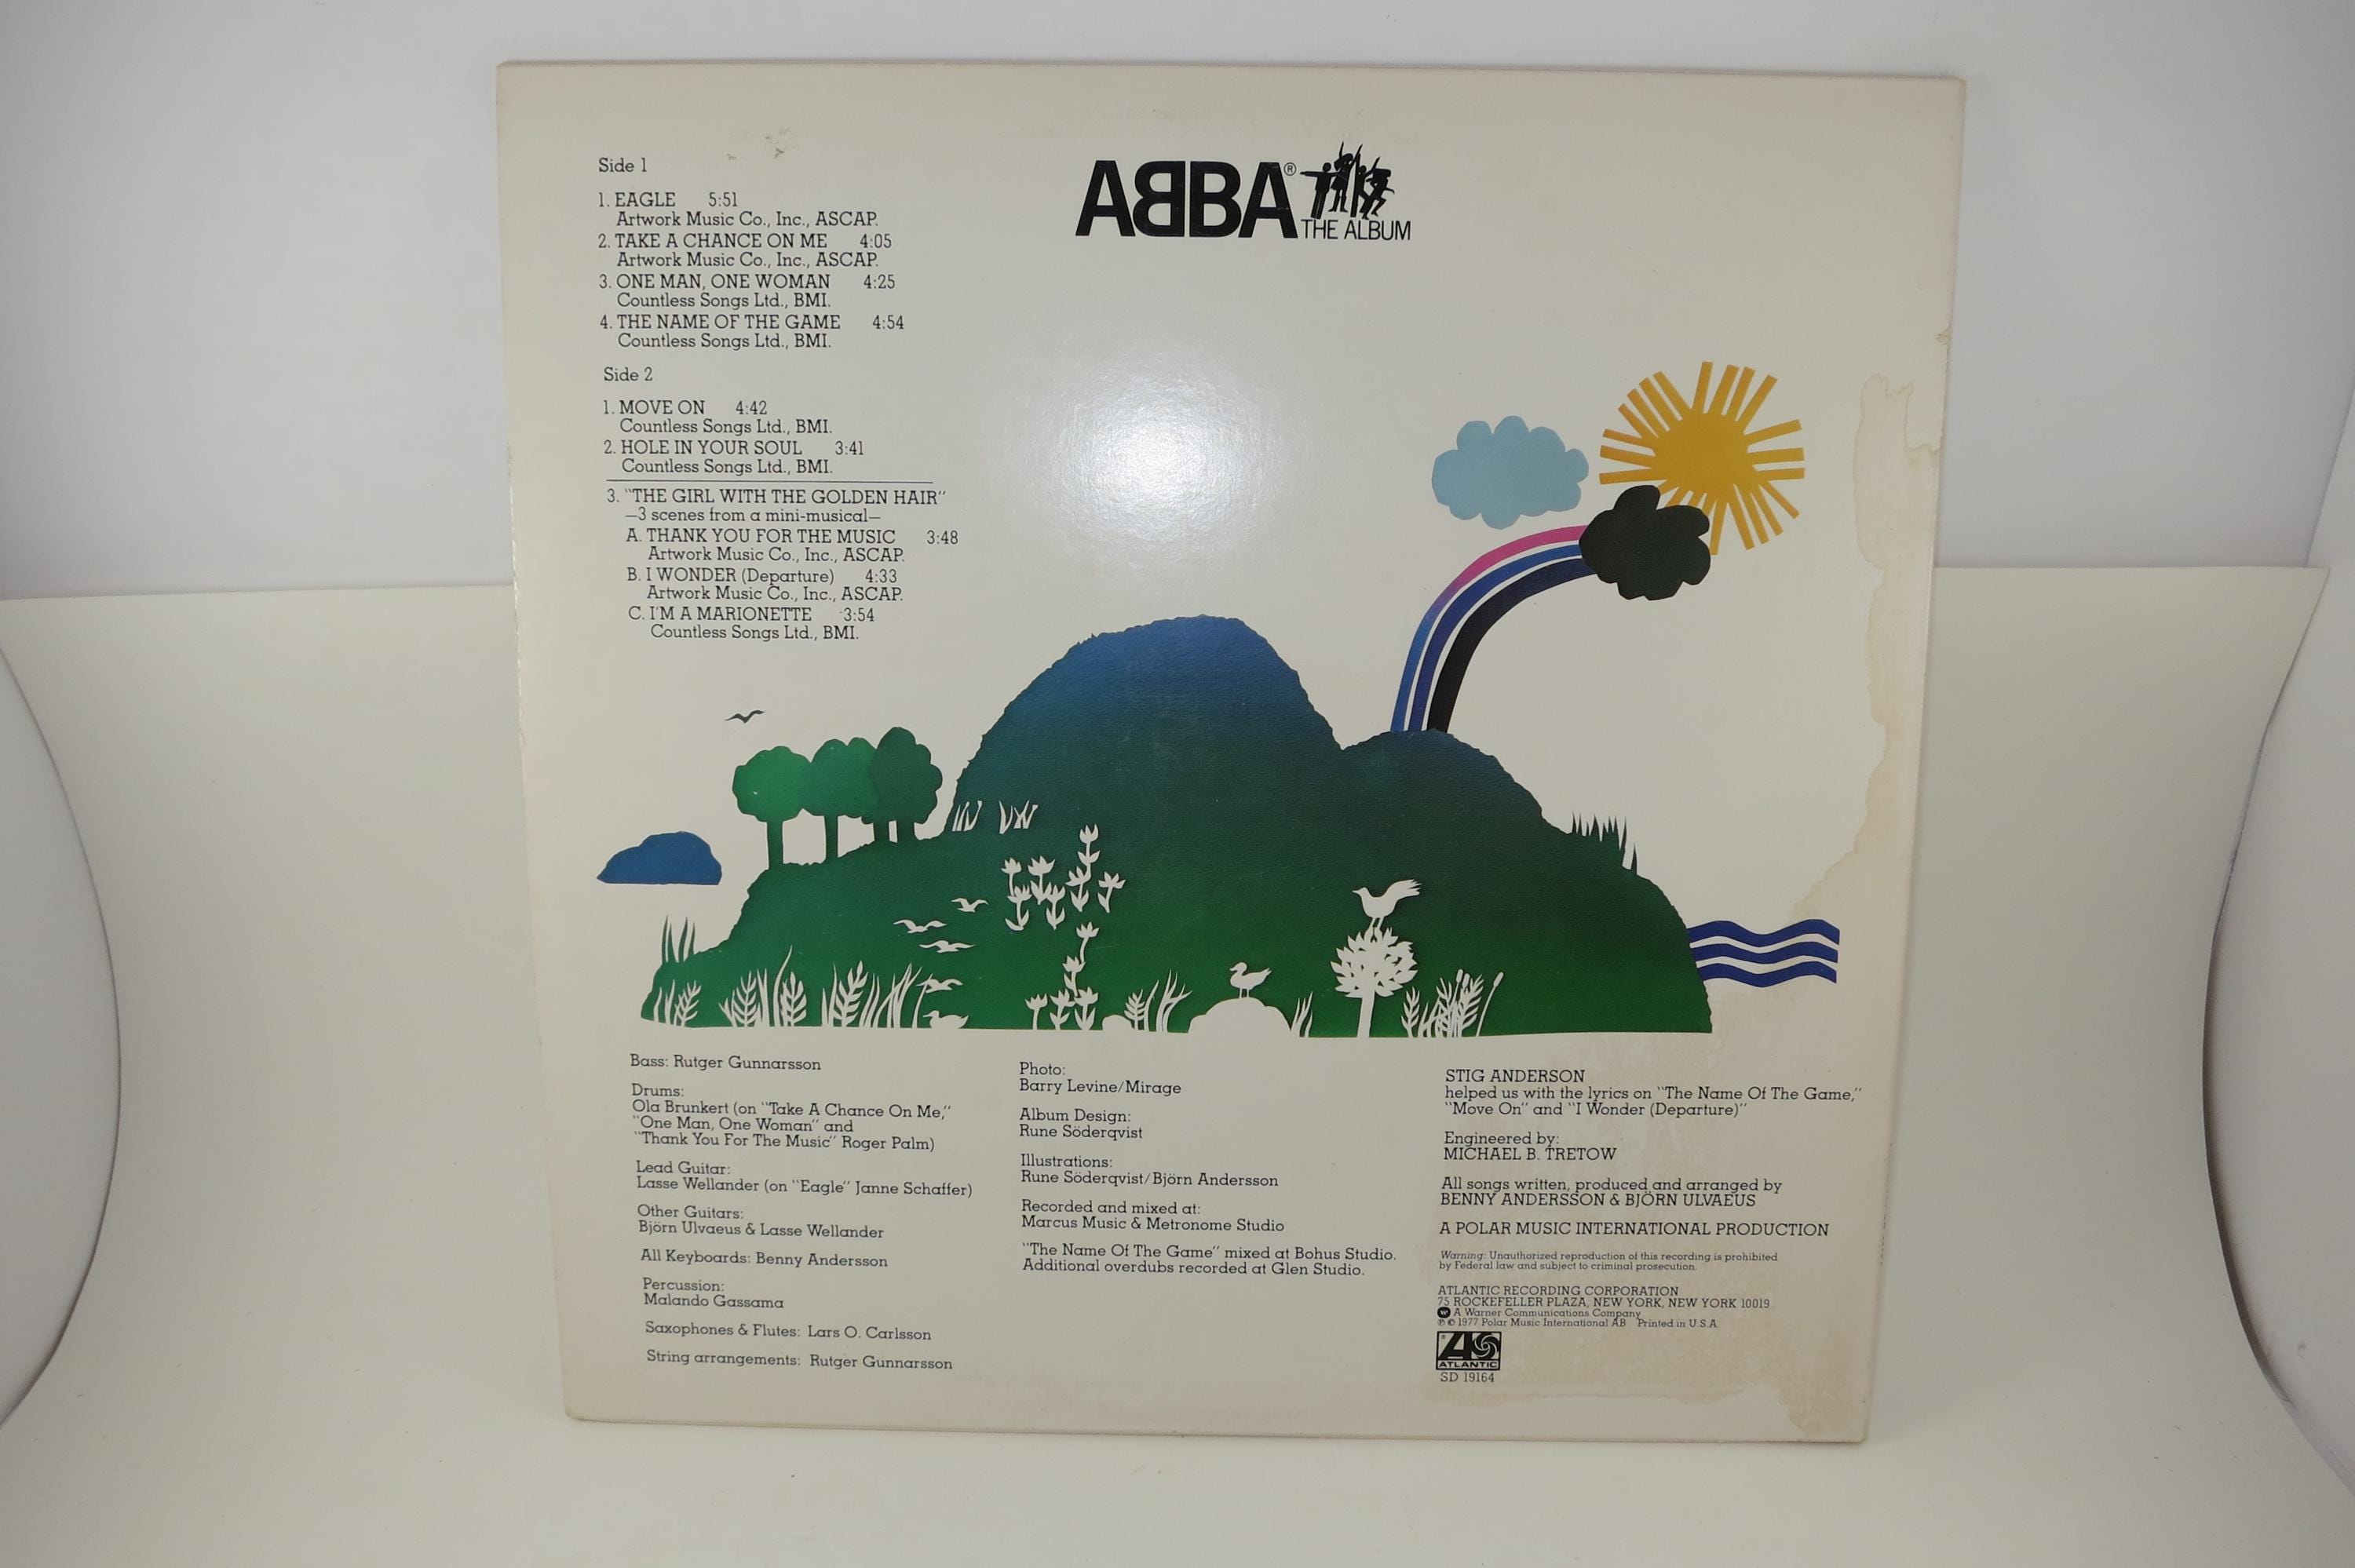 Side 1
1. EAGLE 5:51
Artwork Music Co., Inc., ASCAP.
2. TAKE A CHANCE ON ME 4:05
Artwork Music Co., Inc., ASCAP.
3. ONE MAN, ONE WOMAN 4:25
Countless Songs Ltd., BMI.
4. THE NAME OF THE GAME 4:54
Countless Songs Ltd., BMI.
Side 2
1. MOVE ON 4:42
Countless Songs Ltd., BMI.
2. HOLE IN YOUR SOUL 3:41
Countless Songs Ltd., BMI.
3. "THE GIRL WITH THE GOLDEN HAIR"
—3 scenes from a mini-musical—
A. THANK YOU FOR THE MUSIC 3:48
Artwork Music Co., Inc., ASCAP.
B. I WONDER (Departure) 4:33
Artwork Music Co., Inc., ASCAP.
C. I'M A MARIONETTE 3:54
Countless Songs Ltd., BMI.
ABBA®
THE ALBUM
Bass: Rutger Gunnarsson
Drums:
Ola Brunkert (on "Take A Chance On Me,"
"One Man, One Woman" and
"Thank You For The Music" Roger Palm)
Lead Guitar:
Lasse Wellander (on "Eagle" Janne Schaffer)
Other Guitars:
Björn Ulvaeus & Lasse Wellander
All Keyboards: Benny Andersson
Percussion:
Malando Gassama
Saxophones & Flutes: Lars O. Carlsson
String arrangements: Rutger Gunnarsson
Photo:
Barry Levine/Mirage
Album Design:
Rune Söderqvist
Illustrations:
Rune Söderqvist/Björn Andersson
Recorded and mixed at:
Marcus Music & Metronome Studio
"The Name Of The Game" mixed at Bohus Studio.
Additional overdubs recorded at Glen Studio.
STIG ANDERSON
helped us with the lyrics on "The Name Of The Game,"
"Move On" and "I Wonder (Departure)"
Engineered by:
MICHAEL B. TRETOW
All songs written, produced and arranged by
BENNY ANDERSSON & BJÖRN ULVAEUS
A POLAR MUSIC INTERNATIONAL PRODUCTION
Warning: Unauthorized reproduction of this recording is prohibited
by Federal law and subject to criminal prosecution.
ATLANTIC RECORDING CORPORATION
75 ROCKEFELLER PLAZA, NEW YORK, NEW YORK 10019
A Warner Communications Company
℗ © 1977 Polar Music International AB Printed in U.S.A.
ATLANTIC
SD 19164